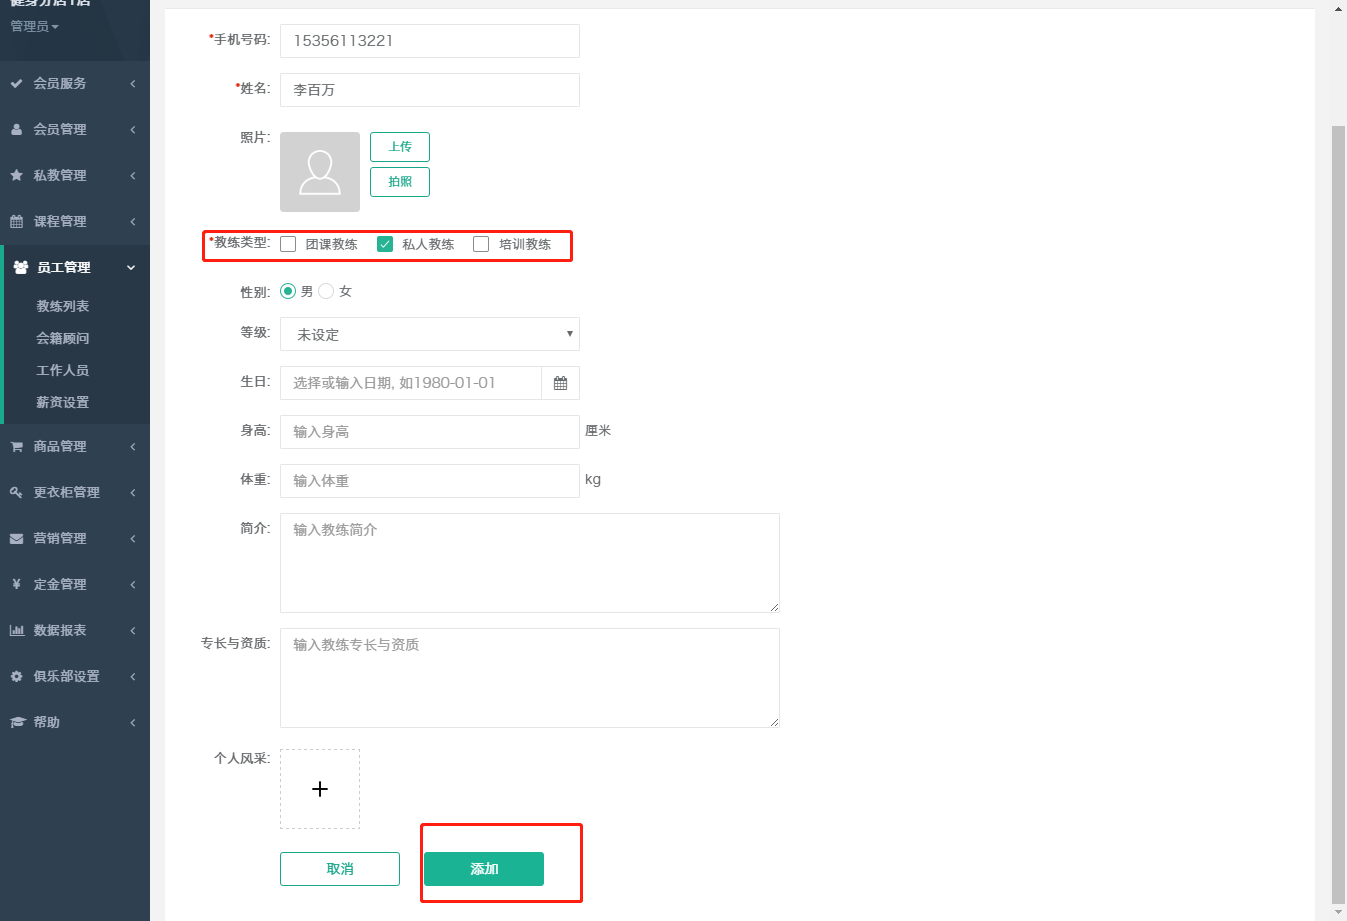 健身分店1店
管理员
会员服务
会员管理
私教管理
课程管理
员工管理
教练列表
会籍顾问
工作人员
薪资设置
商品管理
更衣柜管理
营销管理
¥ 定金管理
数据报表
俱乐部设置
帮助
*手机号码: 15356113221
*姓名: 李百万
照片: 上传
拍照
*教练类型: 团课教练 私人教练 培训教练
性别: 男 女
等级: 未设定
生日: 选择或输入日期, 如1980-01-01
身高: 输入身高 厘米
体重: 输入体重 kg
简介: 输入教练简介
专长与资质: 输入教练专长与资质
个人风采:
取消 添加